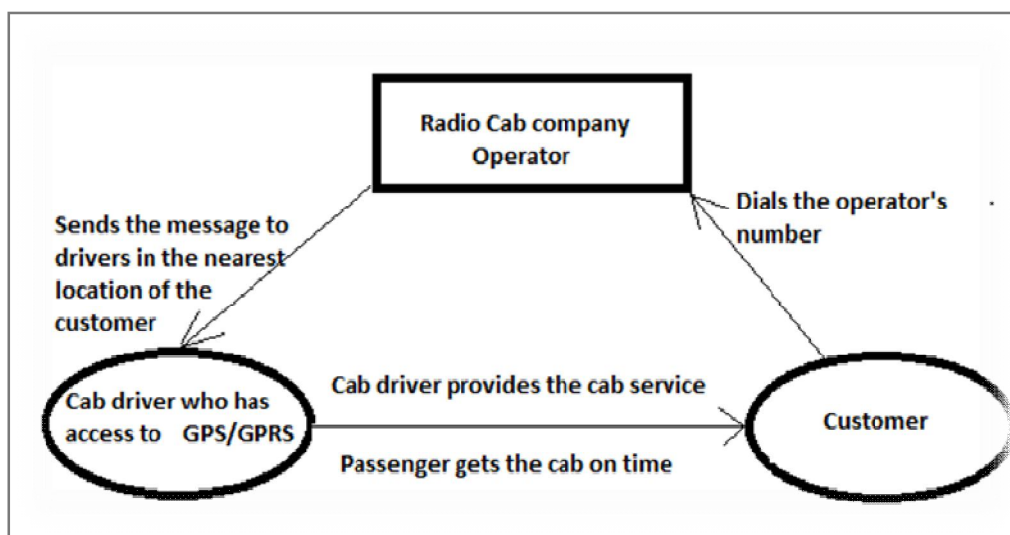 Radio Cab company
Operator
Dials the operator's
number
Sends the message to
drivers in the nearest
location of the
customer
Cab driver who has
access to GPS/GPRS
Cab driver provides the cab service
Passenger gets the cab on time
Customer